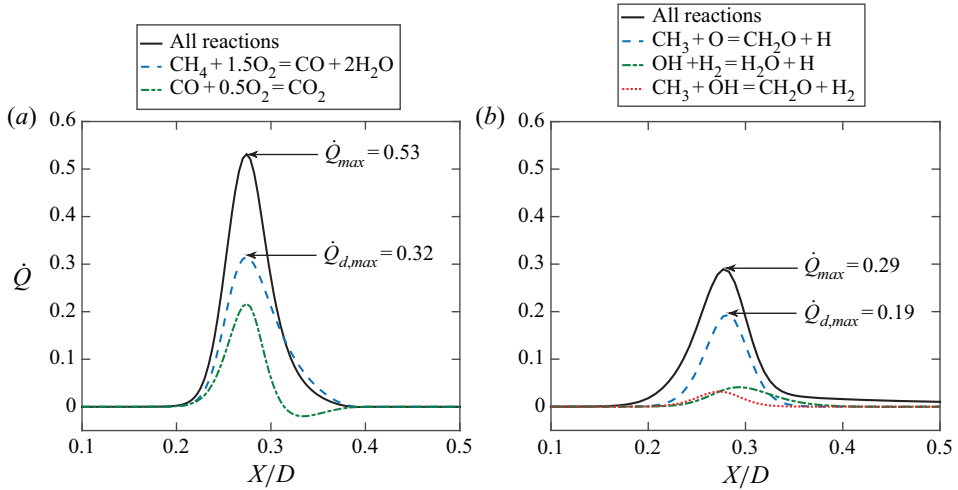 All reactions
CH₄ + 1.5O₂ = CO + 2H₂O
CO + 0.5O₂ = CO₂
(a)
0.6
0.5
0.4
0.3
0.2
0.1
0
Q̇
Q̇max = 0.53
Q̇d,max = 0.32
0.1 0.2 0.3 0.4 0.5
X/D
All reactions
CH₃ + O = CH₂O + H
OH + H₂ = H₂O + H
CH₃ + OH = CH₂O + H₂
(b)
0.6
0.5
0.4
0.3
0.2
0.1
0
Q̇max = 0.29
Q̇d,max = 0.19
0.1 0.2 0.3 0.4 0.5
X/D